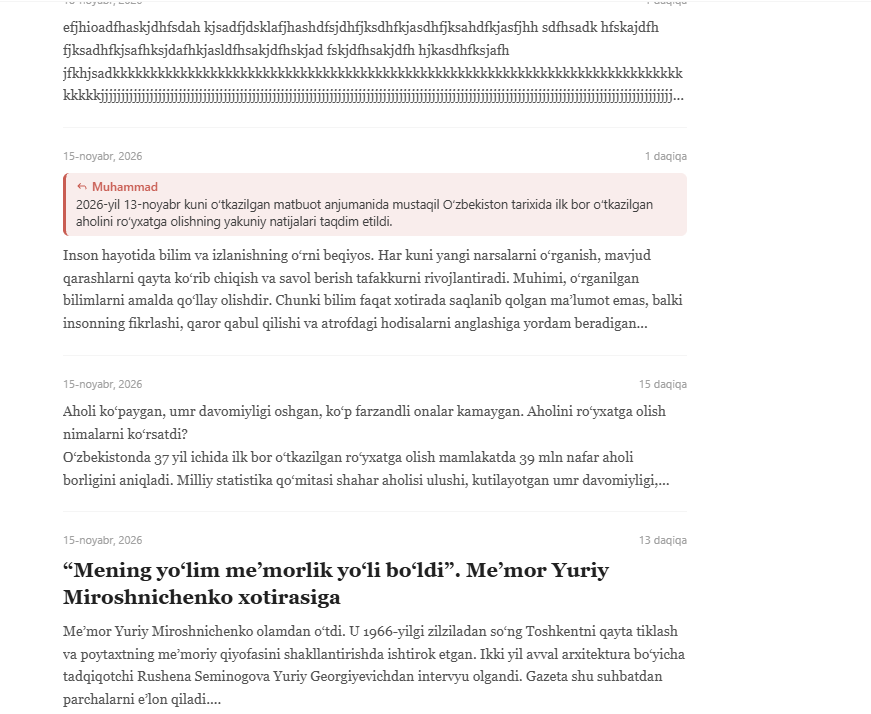 15-noyabr, 2026
efjhioadfhaskjdhfsdah kjsadfjdsklafjhashdfsjdhfjksdhfkjasdhfjksahdfkjasfjhh sdfhsadk hfskajdfh
fjksadhfkjsafhksjdafhkjasldfhsakjdfhskjad fskjdfhsakjdfh hjkasdhfksjafh
15-noyabr, 2026 1 daqiqa
Muhammad
2026-yil 13-noyabr kuni oʻtkazilgan matbuot anjumanida mustaqil Oʻzbekiston tarixida ilk bor oʻtkazilgan
aholini roʻyxatga olishning yakuniy natijalari taqdim etildi.
Inson hayotida bilim va izlanishning oʻrni beqiyos. Har kuni yangi narsalarni oʻrganish, mavjud
qarashlarni qayta koʻrib chiqish va savol berish tafakkurni rivojlantiradi. Muhimi, oʻrganilgan
bilimlarni amalda qoʻllay olishdir. Chunki bilim faqat xotirada saqlanib qolgan maʼlumot emas, balki
insonning fikrlashi, qaror qabul qilishi va atrofdagi hodisalarni anglashiga yordam beradigan...
15-noyabr, 2026 15 daqiqa
Aholi koʻpaygan, umr davomiyligi oshgan, koʻp farzandli onalar kamaygan. Aholini roʻyxatga olish
nimalarni koʻrsatdi?
Oʻzbekistonda 37 yil ichida ilk bor oʻtkazilgan roʻyxatga olish mamlakatda 39 mln nafar aholi
borligini aniqladi. Milliy statistika qoʻmitasi shahar aholisi ulushi, kutilayotgan umr davomiyligi,...
15-noyabr, 2026 13 daqiqa
“Mening yoʻlim meʼmorlik yoʻli boʻldi”. Meʼmor Yuriy
Miroshnichenko xotirasiga
Meʼmor Yuriy Miroshnichenko olamdan oʻtdi. U 1966-yilgi zilziladan soʻng Toshkentni qayta tiklash
va poytaxtning meʼmoriy qiyofasini shakllantirishda ishtirok etgan. Ikki yil avval arxitektura boʻyicha
tadqiqotchi Rushena Seminogova Yuriy Georgiyevichdan intervyu olgandi. Gazeta shu suhbatdan
parchalarni eʼlon qiladi....